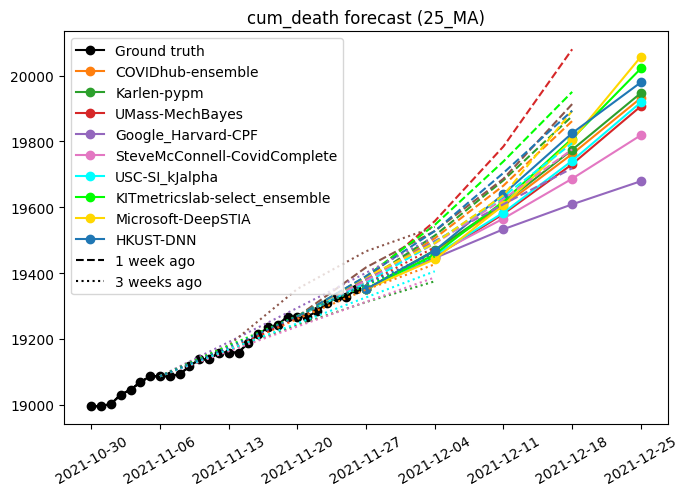 cum_death forecast (25_MA)
Ground truth
COVIDhub-ensemble
Karlen-pypm
UMass-MechBayes
Google_Harvard-CPF
SteveMcConnell-CovidComplete
USC-SI_kJalpha
KITmetricslab-select_ensemble
Microsoft-DeepSTIA
HKUST-DNN
1 week ago
3 weeks ago
20000
19800
19600
19400
19200
19000
2021-10-30
2021-11-06
2021-11-13
2021-11-20
2021-11-27
2021-12-04
2021-12-11
2021-12-18
2021-12-25